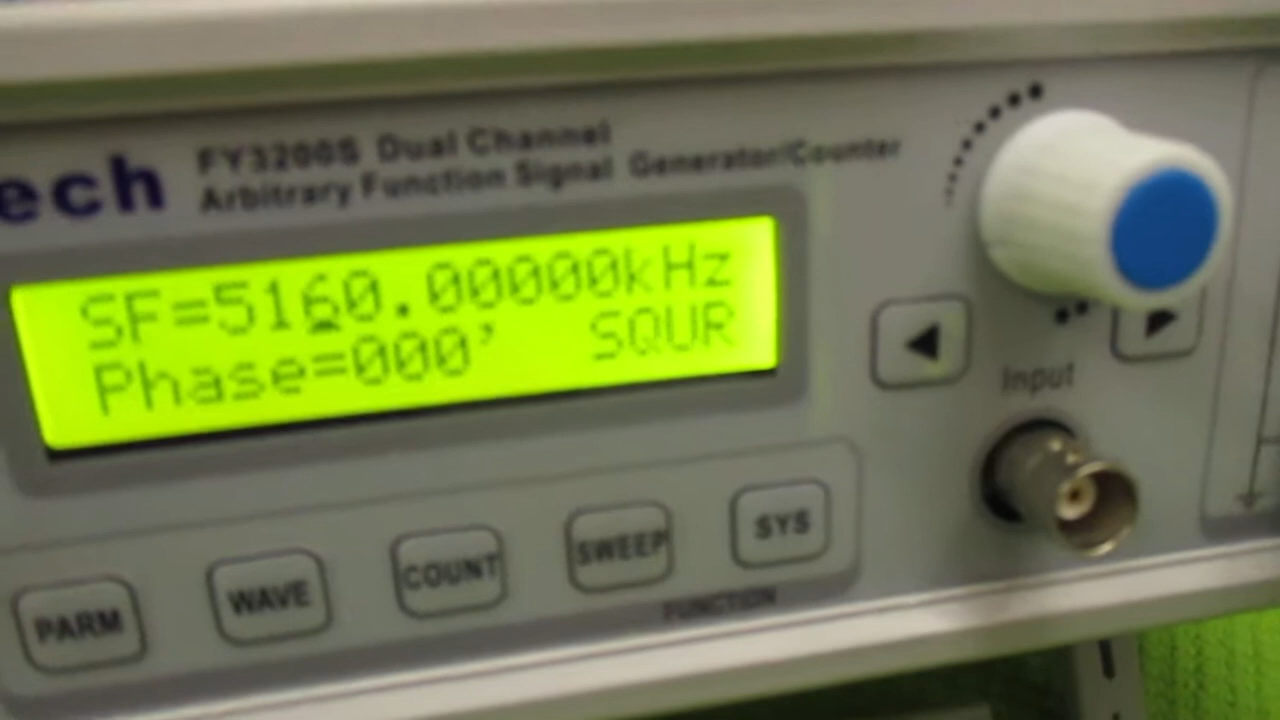 ech
FY3200S Dual Channel
Arbitrary Function Signal Generator/Counter
SF=5160.00000kHz
Phase=000' SQUR
Input
PARM WAVE COUNT SWEEP SYS
FUNCTION